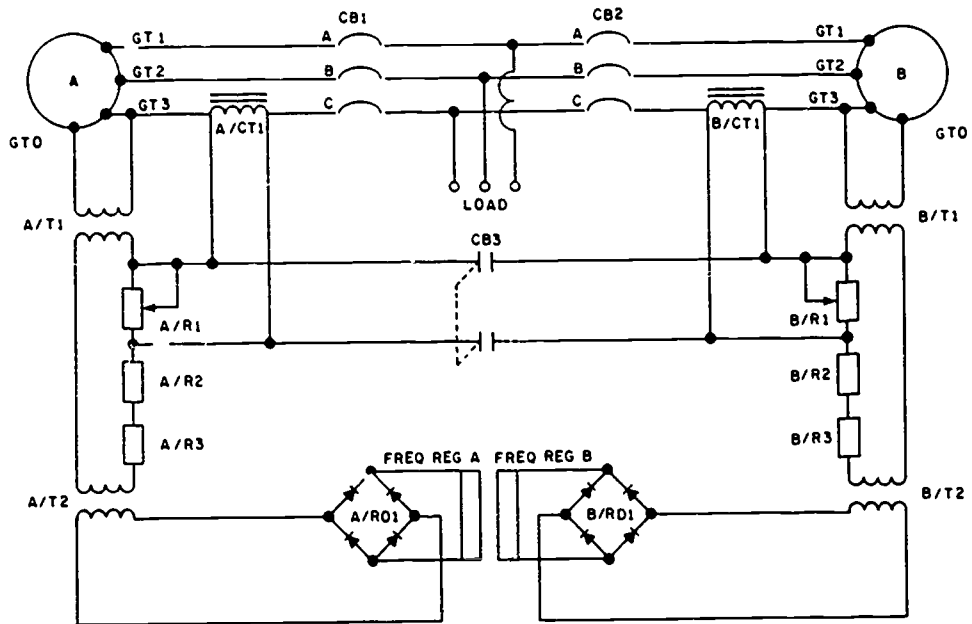 CB1
CB2
GT1
A
A
GT1
A
GT2
B
B
GT2
B
GT3
C
C
GT3
GTO
A/CT1
B/CT1
GTO
LOAD
A/T1
B/T1
CB3
A/R1
B/R1
A/R2
B/R2
A/R3
B/R3
FREQ REG A
FREQ REG B
A/T2
B/T2
A/RD1
B/RD1